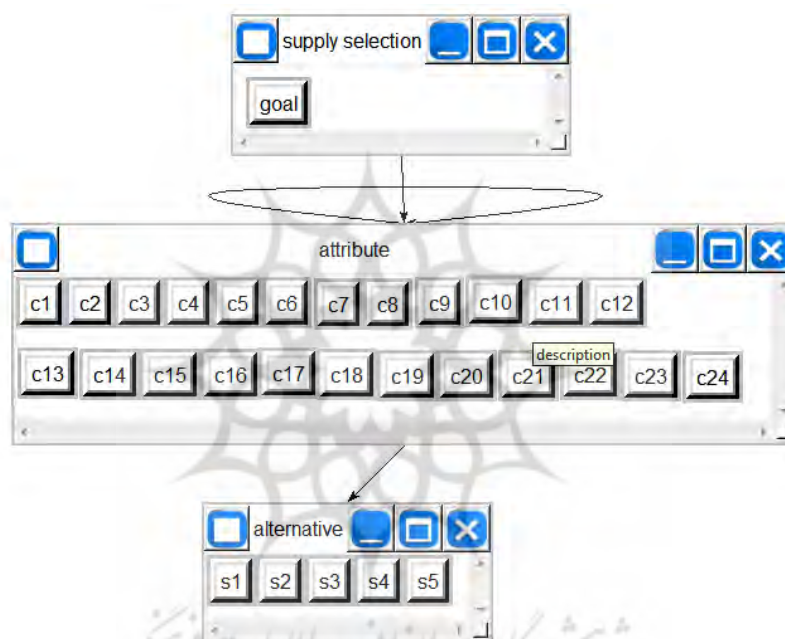 supply selection
goal
attribute
c1 c2 c3 c4 c5 c6 c7 c8 c9 c10 c11 c12
description
c13 c14 c15 c16 c17 c18 c19 c20 c21 c22 c23 c24
alternative
s1 s2 s3 s4 s5